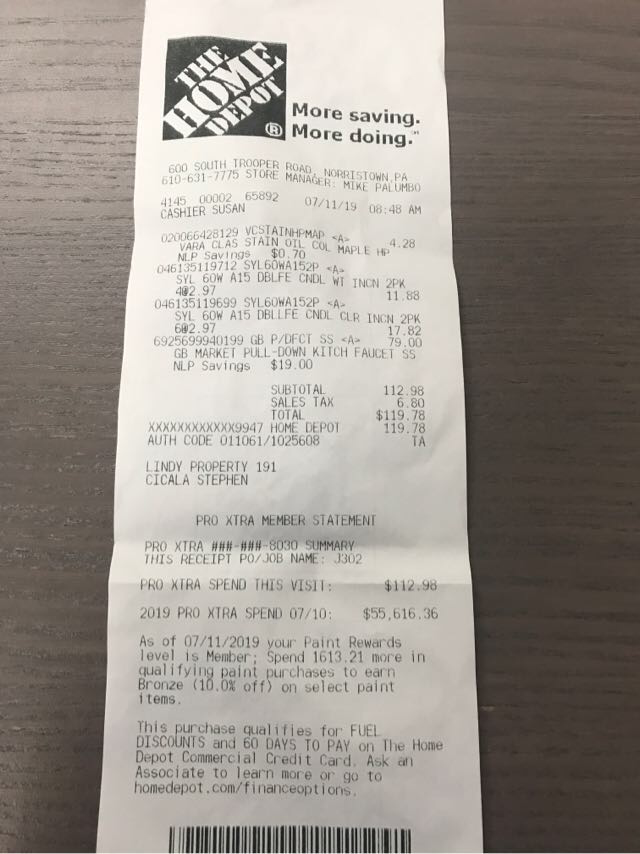 THE
HOME
DEPOT
®
More saving.
More doing.™
600 SOUTH TROOPER ROAD, NORRISTOWN,PA
610-631-7775 STORE MANAGER: MIKE PALUMBO
4145 00002 65892 07/11/19 08:48 AM
CASHIER SUSAN
020066428129 VCSTAINHPMAP <A> 4.28
VARA CLAS STAIN OIL COL MAPLE HP
NLP Savings $0.70
046135119712 SYL60WA152P <A>
SYL 60W A15 DBLFE CNDL WT INCN 2PK
4@2.97 11.88
046135119699 SYL60WA152P <A>
SYL 60W A15 DBLLFE CNDL CLR INCN 2PK
6@2.97 17.82
6925699940199 GB P/DFCT SS <A> 79.00
GB MARKET PULL-DOWN KITCH FAUCET SS
NLP Savings $19.00
SUBTOTAL 112.98
SALES TAX 6.80
TOTAL $119.78
XXXXXXXXXXXX9947 HOME DEPOT 119.78
AUTH CODE 011061/1025608 TA
LINDY PROPERTY 191
CICALA STEPHEN
PRO XTRA MEMBER STATEMENT
PRO XTRA ###-###-8030 SUMMARY
THIS RECEIPT PO/JOB NAME: J302
PRO XTRA SPEND THIS VISIT: $112.98
2019 PRO XTRA SPEND 07/10: $55,616.36
As of 07/11/2019 your Paint Rewards
level is Member; Spend 1613.21 more in
qualifying paint purchases to earn
Bronze (10.0% off) on select paint
items.
This purchase qualifies for FUEL
DISCOUNTS and 60 DAYS TO PAY on The Home
Depot Commercial Credit Card. Ask an
Associate to learn more or go to
homedepot.com/financeoptions.